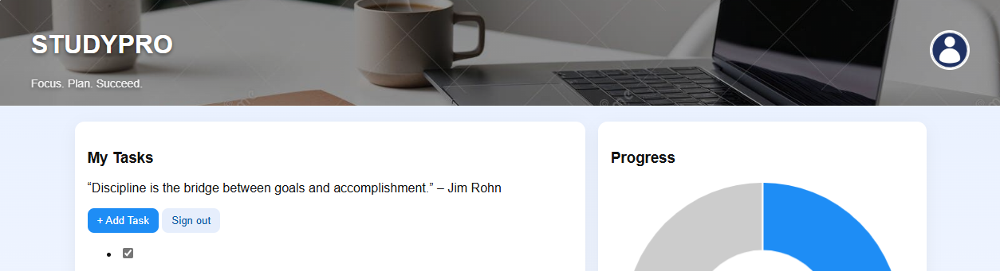 STUDYPRO
Focus. Plan. Succeed.
My Tasks
“Discipline is the bridge between goals and accomplishment.” – Jim Rohn
+ Add Task
Sign out
Progress